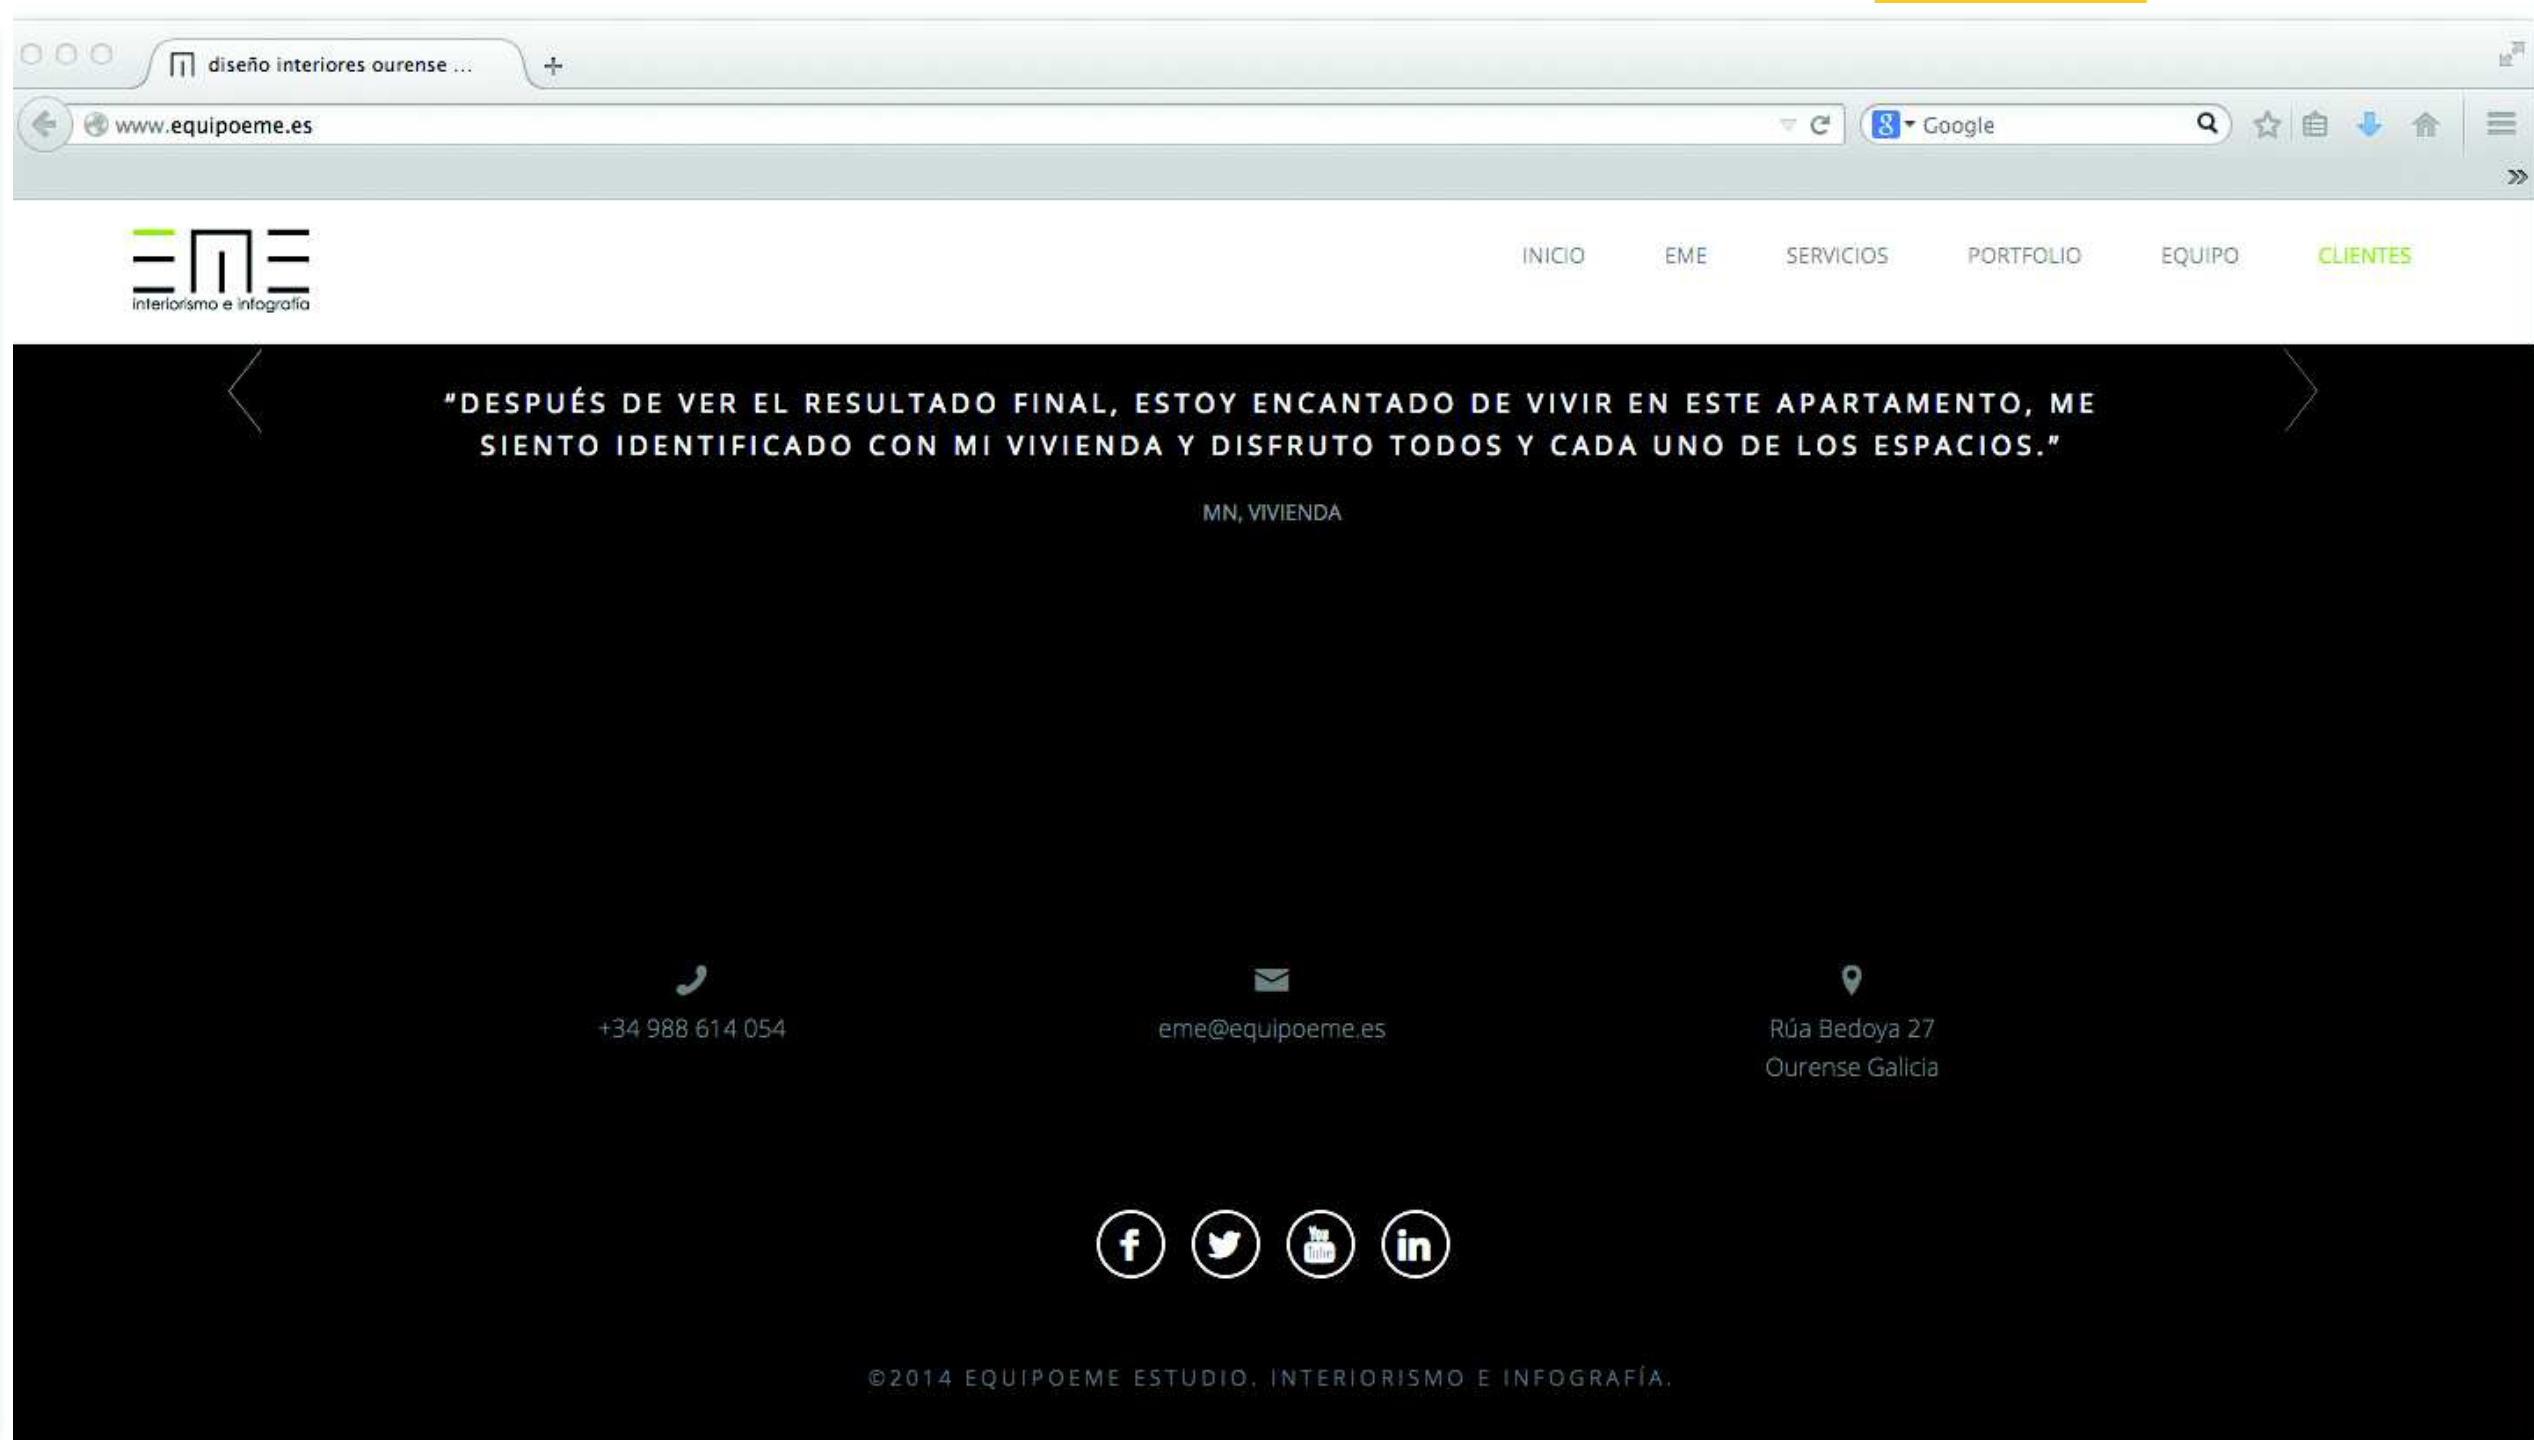 diseño interiores ourense ...
www.equipoeme.es
Google
EME
interiorismo e infografía
INICIO EME SERVICIOS PORTFOLIO EQUIPO CLIENTES
"DESPUÉS DE VER EL RESULTADO FINAL, ESTOY ENCANTADO DE VIVIR EN ESTE APARTAMENTO, ME
SIENTO IDENTIFICADO CON MI VIVIENDA Y DISFRUTO TODOS Y CADA UNO DE LOS ESPACIOS."
MN, VIVIENDA
+34 988 614 054
eme@equipoeme.es
Rúa Bedoya 27
Ourense Galicia
You
Tube
©2014 EQUIPOEME ESTUDIO. INTERIORISMO E INFOGRAFÍA.